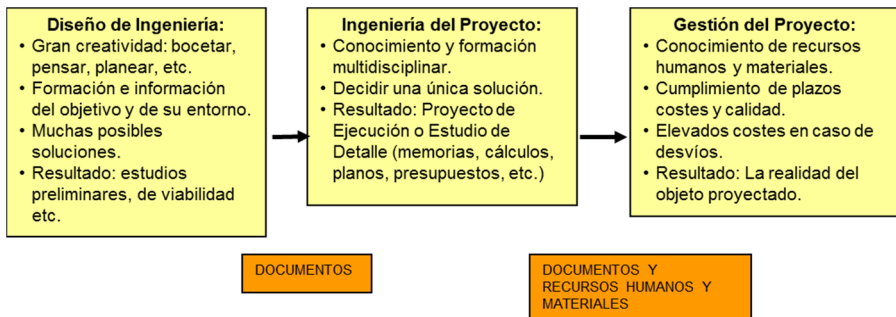 Diseño de Ingeniería:
• Gran creatividad: bocetar,
pensar, planear, etc.
• Formación e información
del objetivo y de su entorno.
• Muchas posibles
soluciones.
• Resultado: estudios
preliminares, de viabilidad
etc.
Ingeniería del Proyecto:
• Conocimiento y formación
multidisciplinar.
• Decidir una única solución.
• Resultado: Proyecto de
Ejecución o Estudio de
Detalle (memorias, cálculos,
planos, presupuestos, etc.)
Gestión del Proyecto:
• Conocimiento de recursos
humanos y materiales.
• Cumplimiento de plazos
costes y calidad.
• Elevados costes en caso de
desvíos.
• Resultado: La realidad del
objeto proyectado.
DOCUMENTOS
DOCUMENTOS Y
RECURSOS HUMANOS Y
MATERIALES